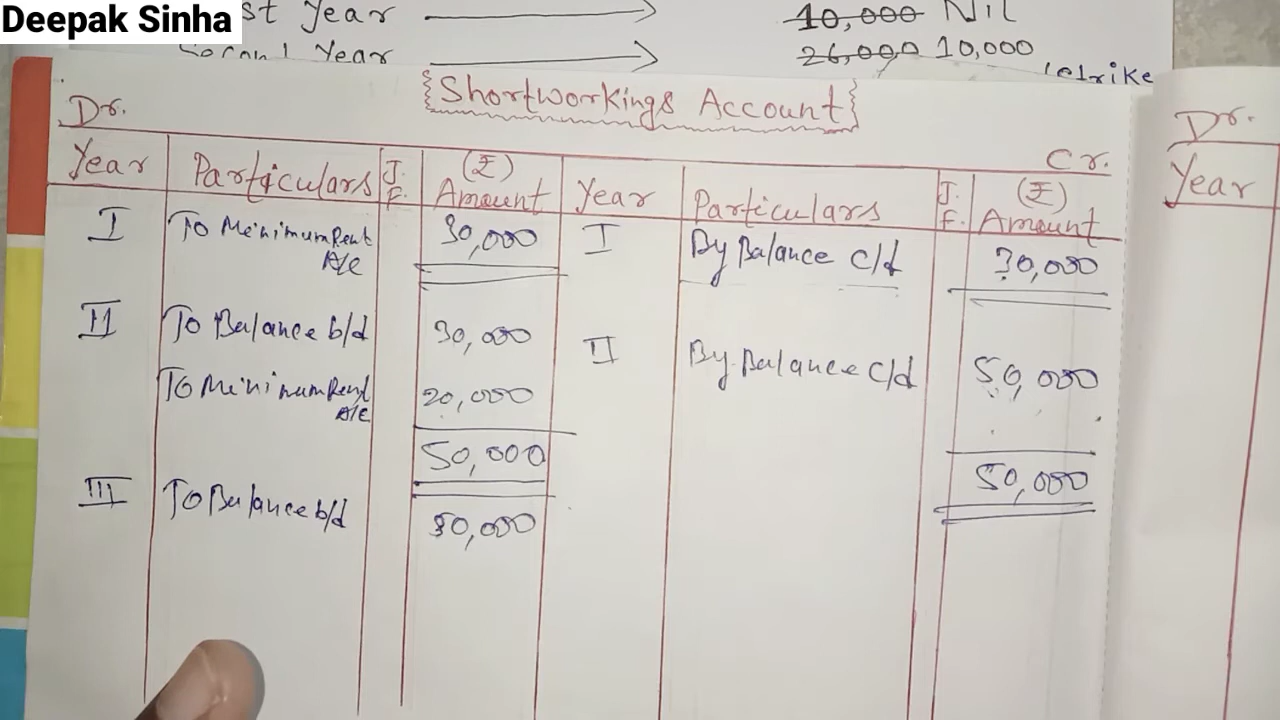 Deepak Sinha
st Year 10,000 Nil
Year 26,000 10,000
Shortworkings Account
Dr.
Cr.
Year Particulars J.F. (₹) Amount Year Particulars J.F. (₹) Amount
I To Minimum Rent A/c 30,000 I By Balance c/d 30,000
II To Balance b/d 30,000 II By Balance c/d 50,000
To Minimum Rent A/c 20,000
50,000 50,000
III To Balance b/d 50,000
Dr.
Year